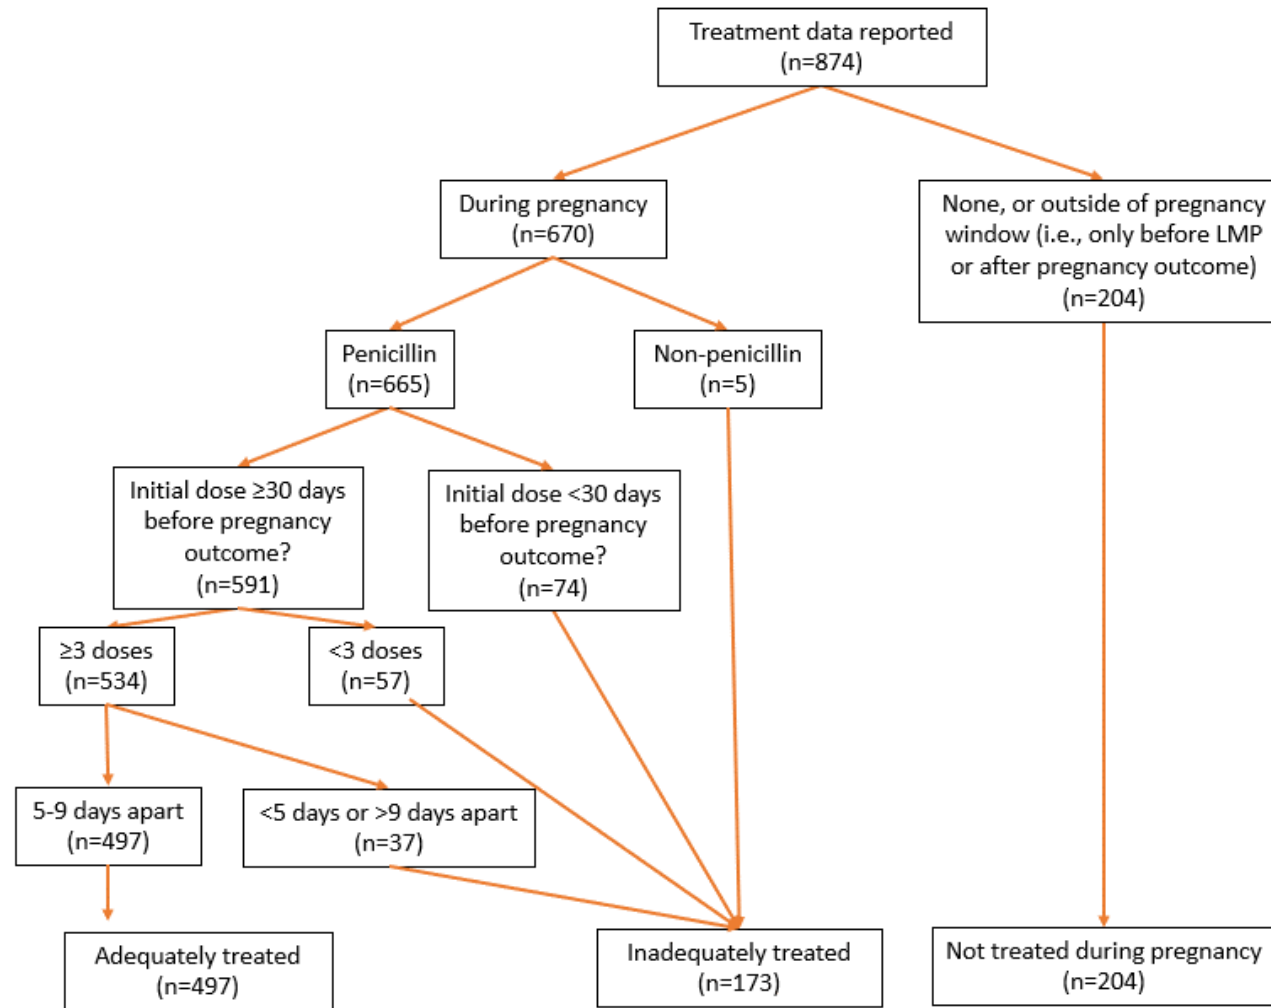 Treatment data reported
(n=874)
During pregnancy
(n=670)
None, or outside of pregnancy
window (i.e., only before LMP
or after pregnancy outcome)
(n=204)
Penicillin
(n=665)
Non-penicillin
(n=5)
Initial dose ≥30 days
before pregnancy
outcome?
(n=591)
Initial dose <30 days
before pregnancy
outcome?
(n=74)
≥3 doses
(n=534)
<3 doses
(n=57)
5-9 days apart
(n=497)
<5 days or >9 days apart
(n=37)
Adequately treated
(n=497)
Inadequately treated
(n=173)
Not treated during pregnancy
(n=204)